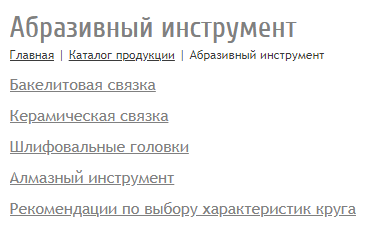 Абразивный инструмент
Главная | Каталог продукции | Абразивный инструмент
Бакелитовая связка
Керамическая связка
Шлифовальные головки
Алмазный инструмент
Рекомендации по выбору характеристик круга